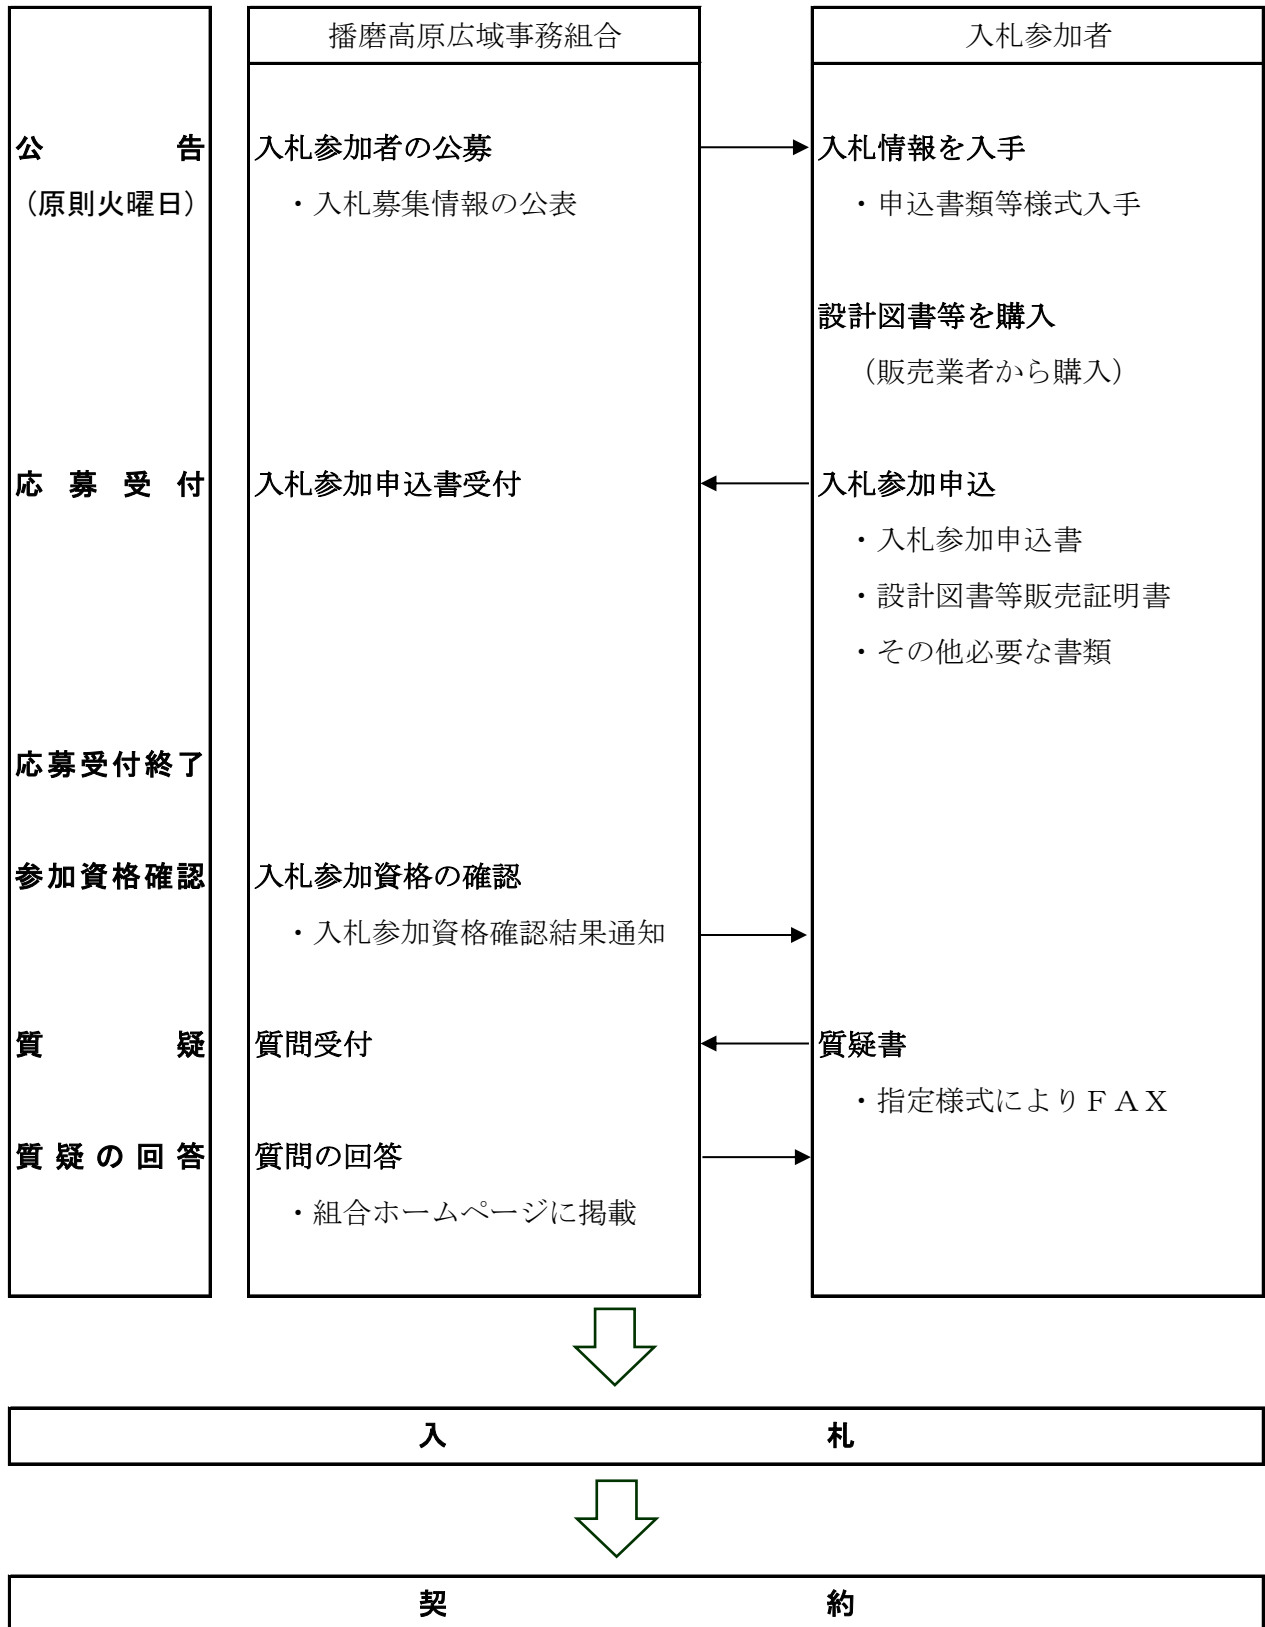 播磨高原広域事務組合 入札参加者
公告 入札参加者の公募 入札情報を入手
（原則火曜日） ・入札募集情報の公表 ・申込書類等様式入手
設計図書等を購入
（販売業者から購入）
応募受付 入札参加申込書受付 入札参加申込
・入札参加申込書
・設計図書等販売証明書
・その他必要な書類
応募受付終了
参加資格確認 入札参加資格の確認
・入札参加資格確認結果通知
質疑 質問受付 質疑書
・指定様式によりＦＡＸ
質疑の回答 質問の回答
・組合ホームページに掲載
入札
契約